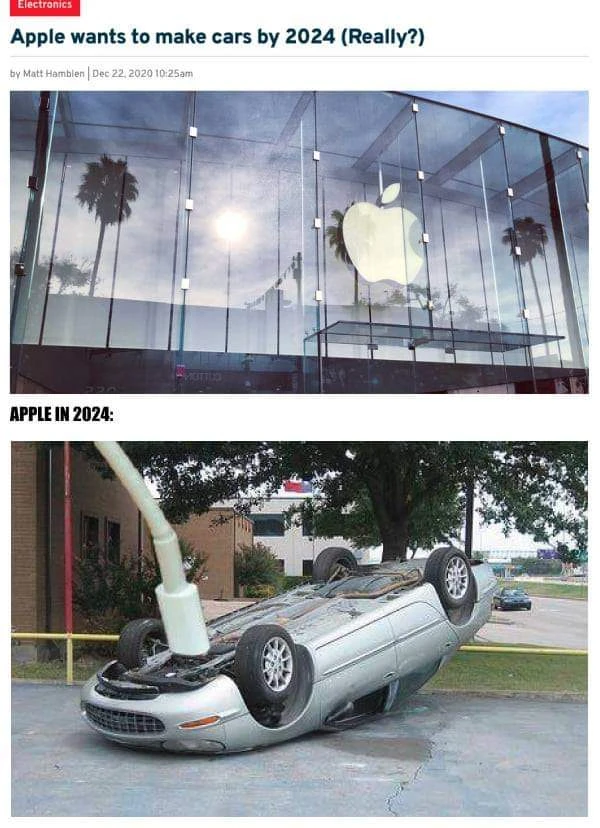 Electronics
Apple wants to make cars by 2024 (Really?)
by Matt Hamblen | Dec 22, 2020 10:25am
APPLE IN 2024: